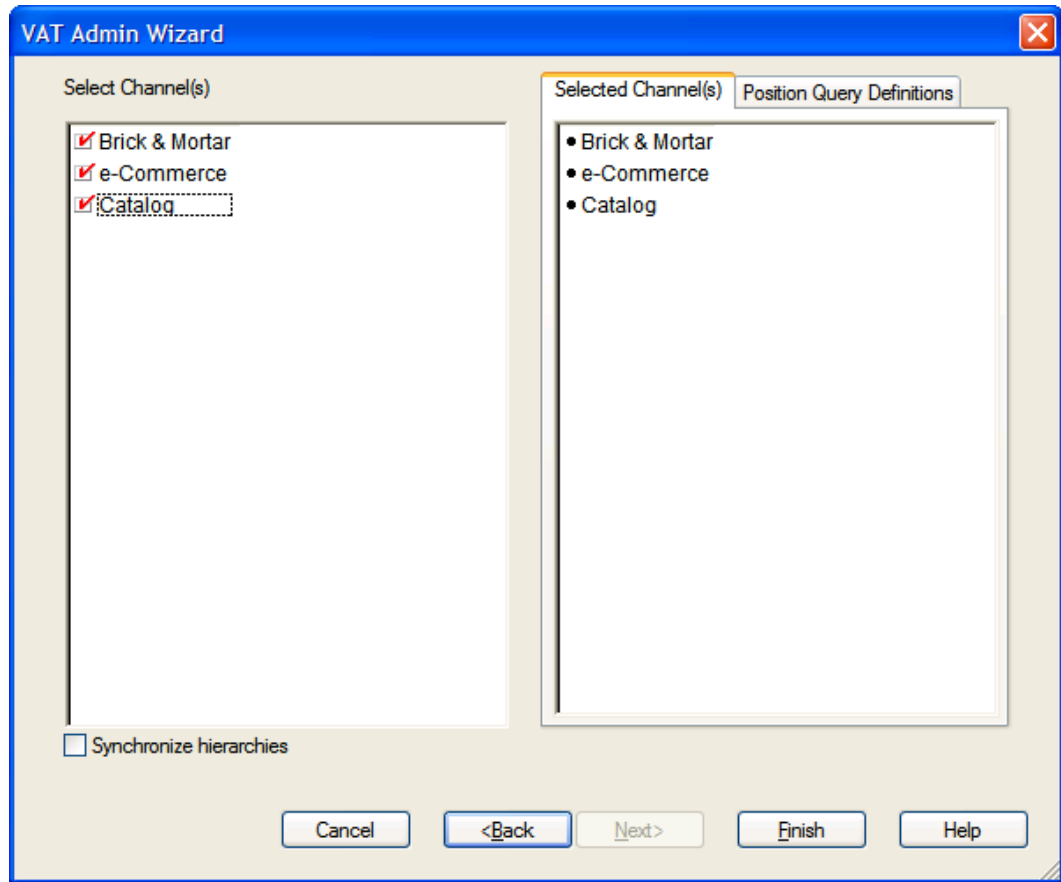 VAT Admin Wizard
Select Channel(s)
Brick & Mortar
e-Commerce
Catalog
Synchronize hierarchies
Selected Channel(s) Position Query Definitions
• Brick & Mortar
• e-Commerce
• Catalog
Cancel <Back Next> Finish Help